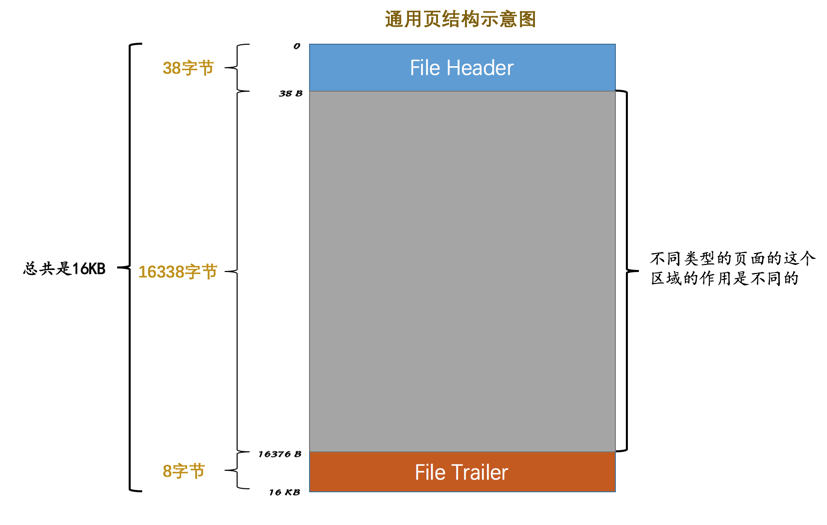 通用页结构示意图
0
38字节
File Header
38 B
总共是16KB
16338字节
不同类型的页面的这个
区域的作用是不同的
16376 B
8字节
File Trailer
16 KB